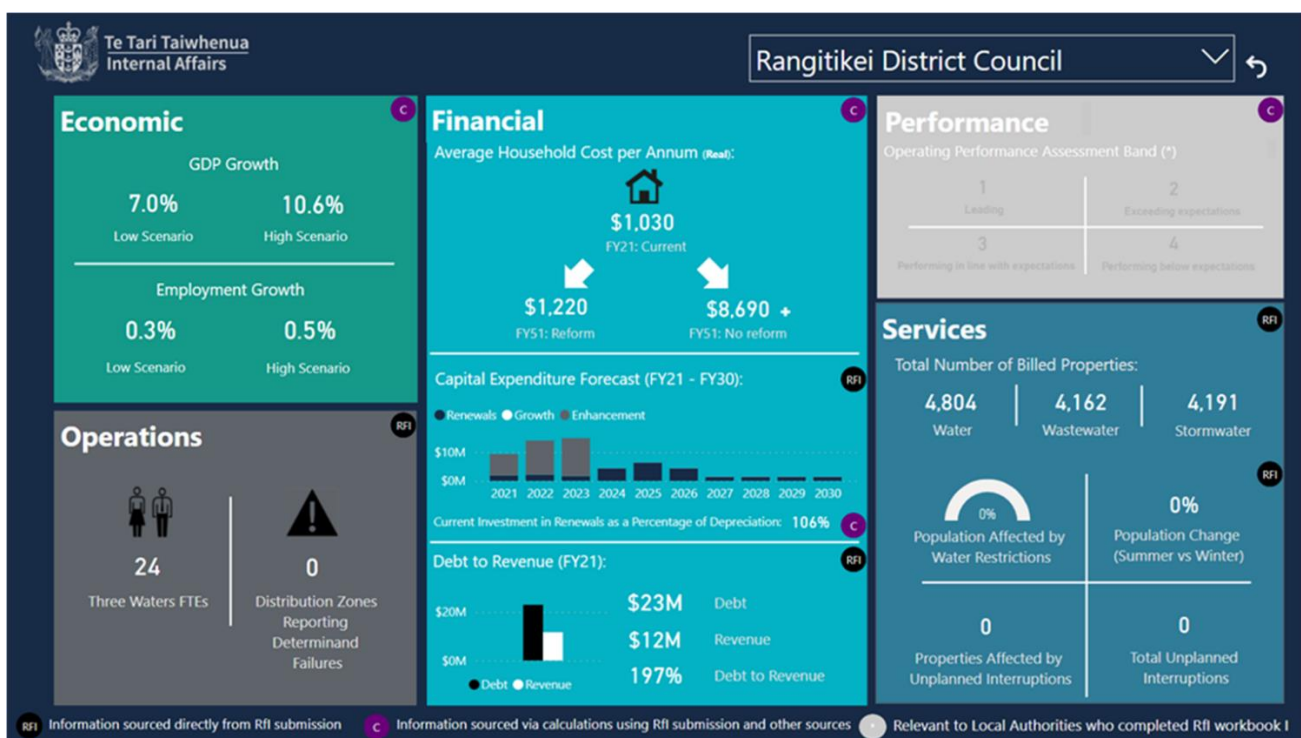 Te Tari Taiwhenua
Internal Affairs
Rangitikei District Council
Economic
C
GDP Growth
7.0%
10.6%
Low Scenario
High Scenario
Employment Growth
0.3%
0.5%
Low Scenario
High Scenario
Operations
RFI
24
0
Three Waters FTEs
Distribution Zones
Reporting
Determinand
Failures
Financial
C
Average Household Cost per Annum (Real):
$1,030
FY21: Current
$1,220
$8,690 +
FY51: Reform
FY51: No reform
Capital Expenditure Forecast (FY21 - FY30):
RFI
Renewals Growth Enhancement
$10M
$0M
2021 2022 2023 2024 2025 2026 2027 2028 2029 2030
Current Investment in Renewals as a Percentage of Depreciation: 106%
C
Debt to Revenue (FY21):
RFI
$20M
$0M
Debt Revenue
$23M Debt
$12M Revenue
197% Debt to Revenue
Performance
C
Operating Performance Assessment Band (*)
1
Leading
2
Exceeding expectations
3
Performing in line with expectations
4
Performing below expectations
Services
RFI
Total Number of Billed Properties:
4,804
4,162
4,191
Water
Wastewater
Stormwater
RFI
0%
Population Affected by
Water Restrictions
0%
Population Change
(Summer vs Winter)
0
Properties Affected by
Unplanned Interruptions
0
Total Unplanned
Interruptions
RFI Information sourced directly from RfI submission
C Information sourced via calculations using RfI submission and other sources
Relevant to Local Authorities who completed RfI workbook I